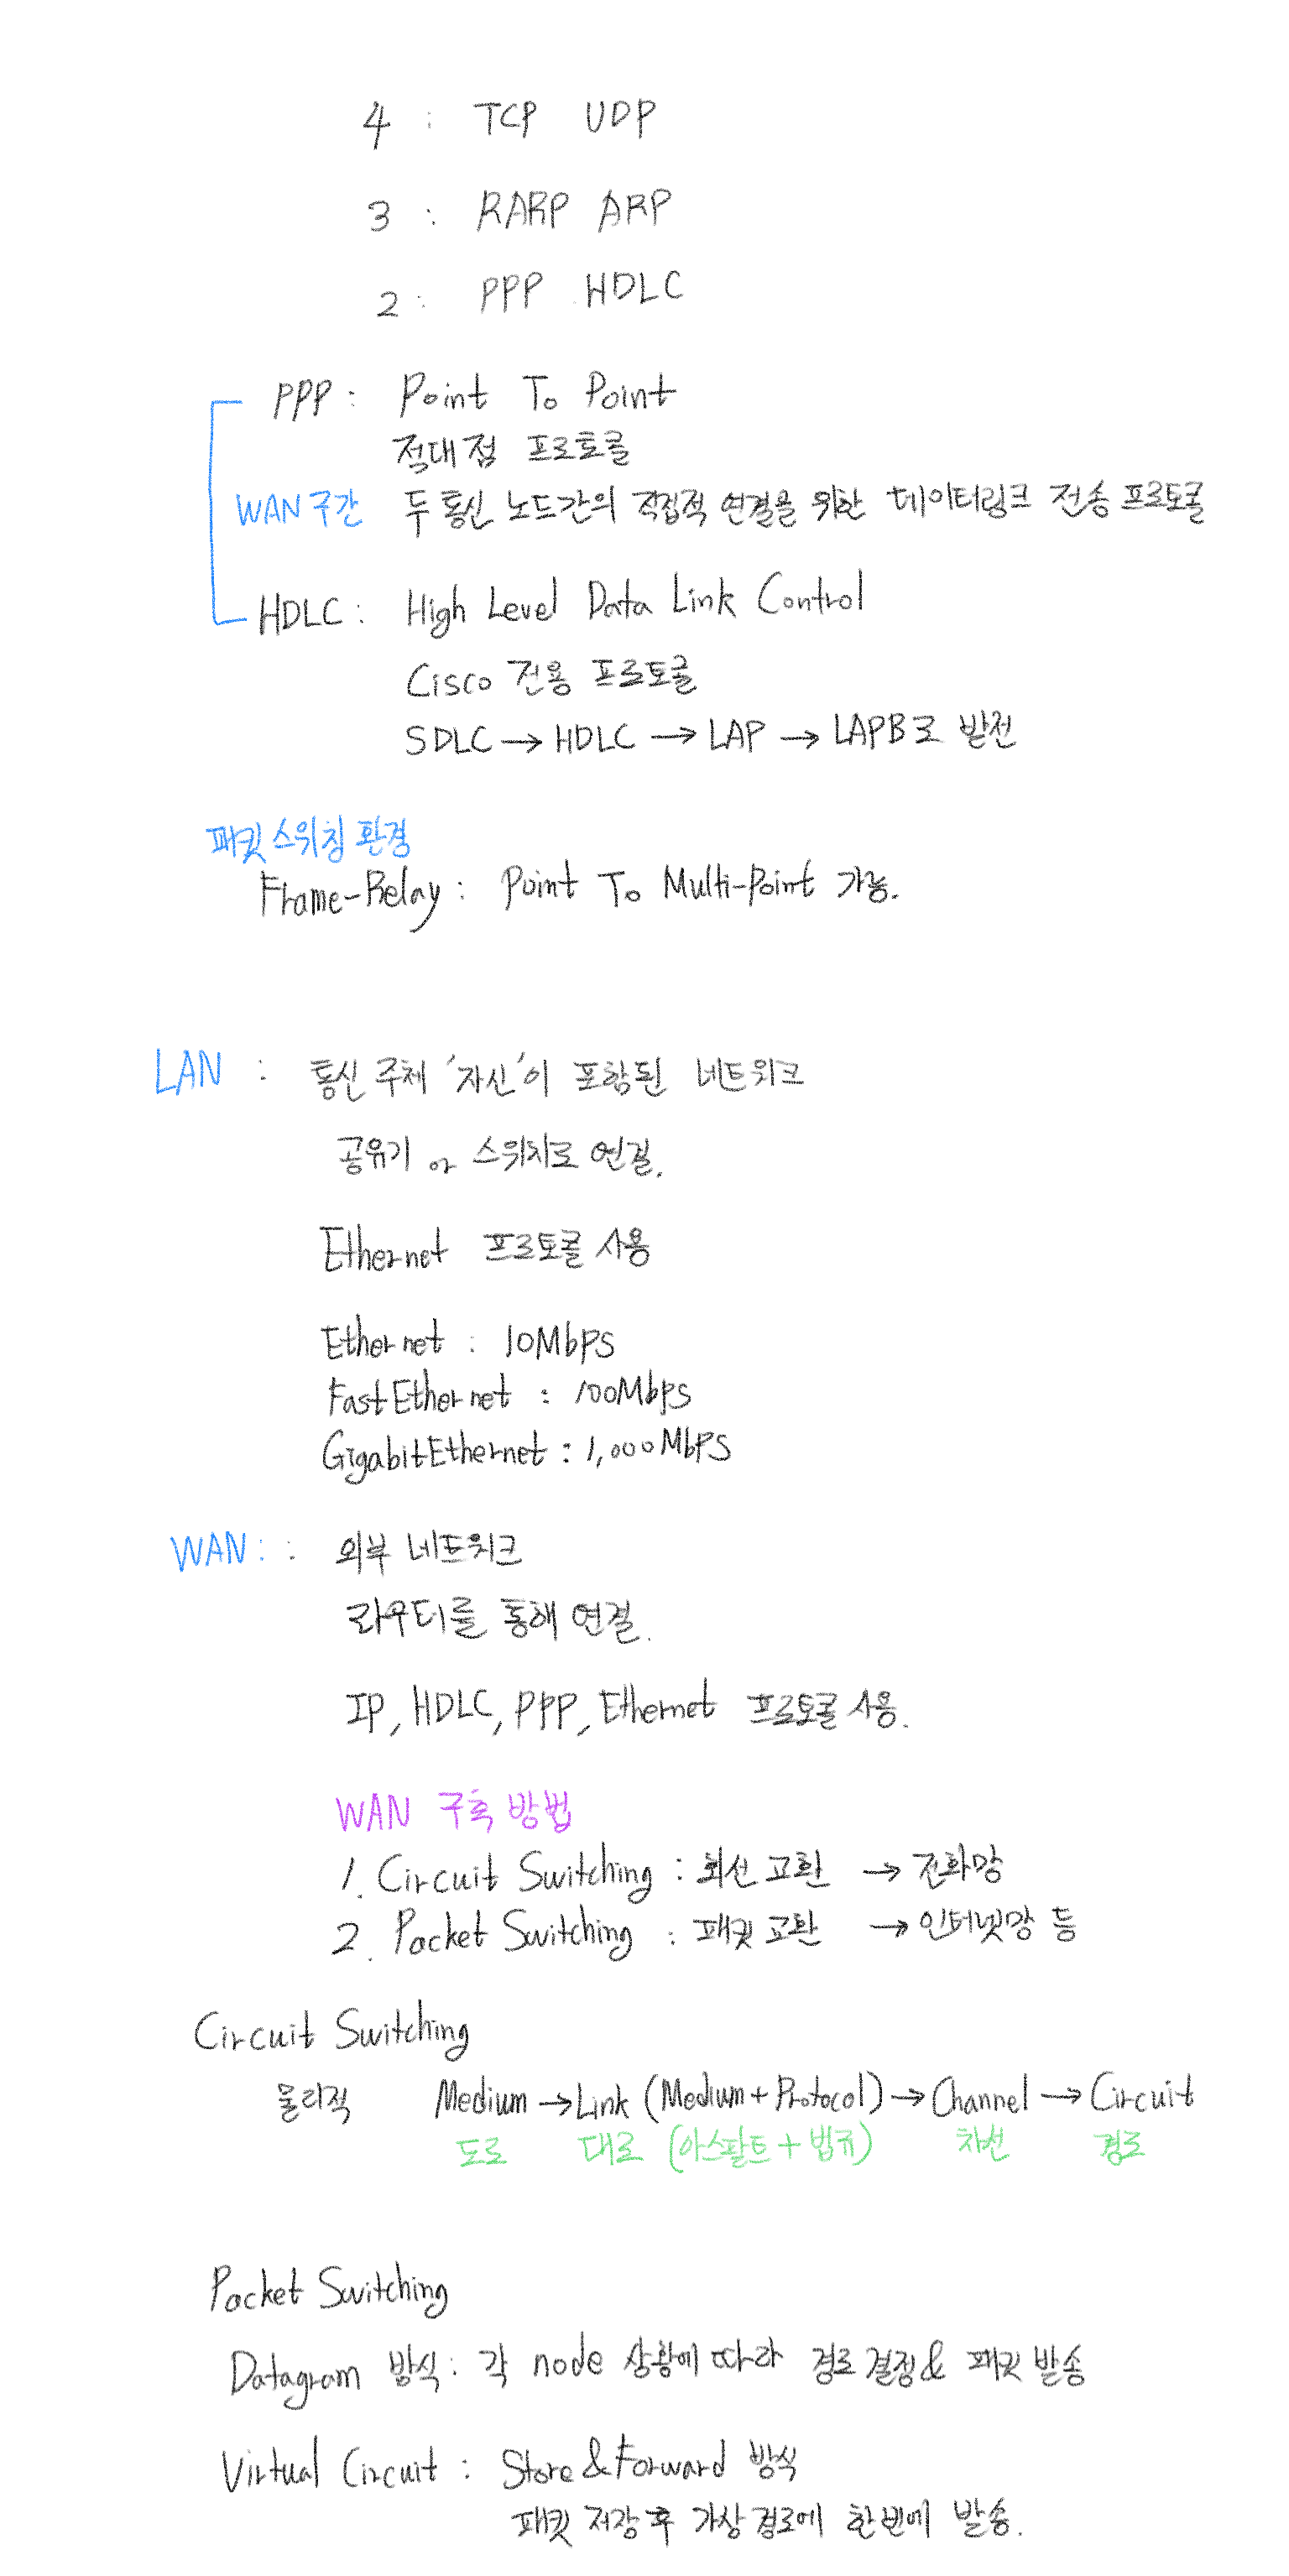 4 : TCP UDP
3 : RARP ARP
2 : PPP HDLC
PPP : Point To Point
적대점 프로토콜
WAN 구간 두 통신 노드간의 직접적 연결을 위한 데이터링크 전송 프로토콜
HDLC : High Level Data Link Control
Cisco 전용 프로토콜
SDLC → HDLC → LAP → LAPB로 발전
패킷 스위칭 환경
Frame-Relay : Point To Multi-Point 가능.
LAN : 통신 주체 '자신'이 포함된 네트워크
공유기 or 스위치로 연결.
Ethernet 프로토콜 사용
Ethernet : 10Mbps
FastEthernet : 100Mbps
GigabitEthernet : 1,000Mbps
WAN : : 외부 네트워크
라우터를 통해 연결.
IP, HDLC, PPP, Ethernet 프로토콜 사용.
WAN 구축 방법
1. Circuit Switching : 회선 교환 → 전화망
2. Packet Switching : 패킷 교환 → 인터넷망 등
Circuit Switching
물리적 Medium → Link (Medium + Protocol) → Channel → Circuit
도로 대로 (아스팔트 + 법규) 차선 경로
Packet Switching
Datagram 방식 : 각 node 상황에 따라 경로 결정 & 패킷 발송
Virtual Circuit : Store & Forward 방식
패킷 저장 후 가상 경로에 한번에 발송.